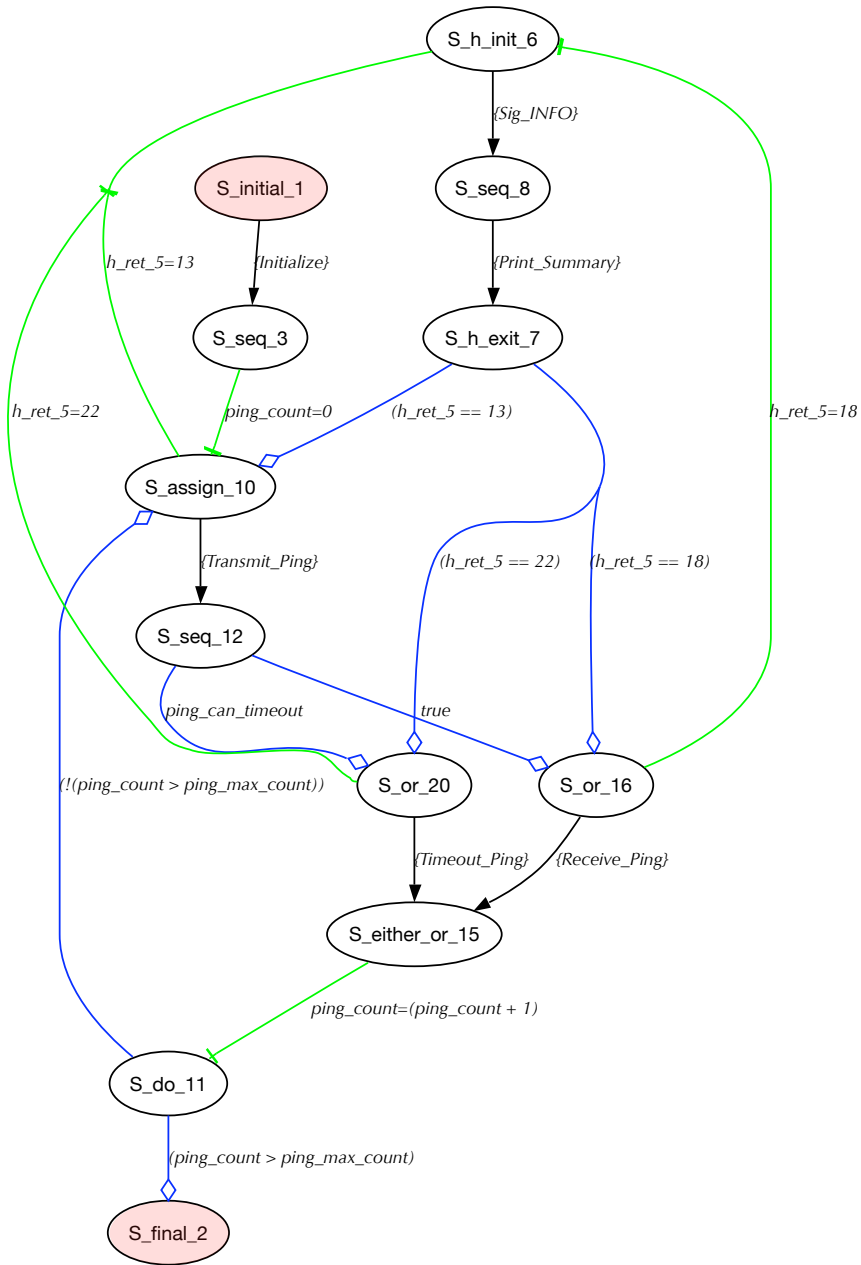 S_h_init_6
{Sig_INFO}
S_initial_1
S_seq_8
h_ret_5=13
{Initialize}
{Print_Summary}
S_seq_3
S_h_exit_7
h_ret_5=22
ping_count=0
(h_ret_5 == 13)
h_ret_5=18
S_assign_10
{Transmit_Ping}
(h_ret_5 == 22)
(h_ret_5 == 18)
S_seq_12
ping_can_timeout
true
(!(ping_count > ping_max_count))
S_or_20
S_or_16
{Timeout_Ping}
{Receive_Ping}
S_either_or_15
ping_count=(ping_count + 1)
S_do_11
(ping_count > ping_max_count)
S_final_2